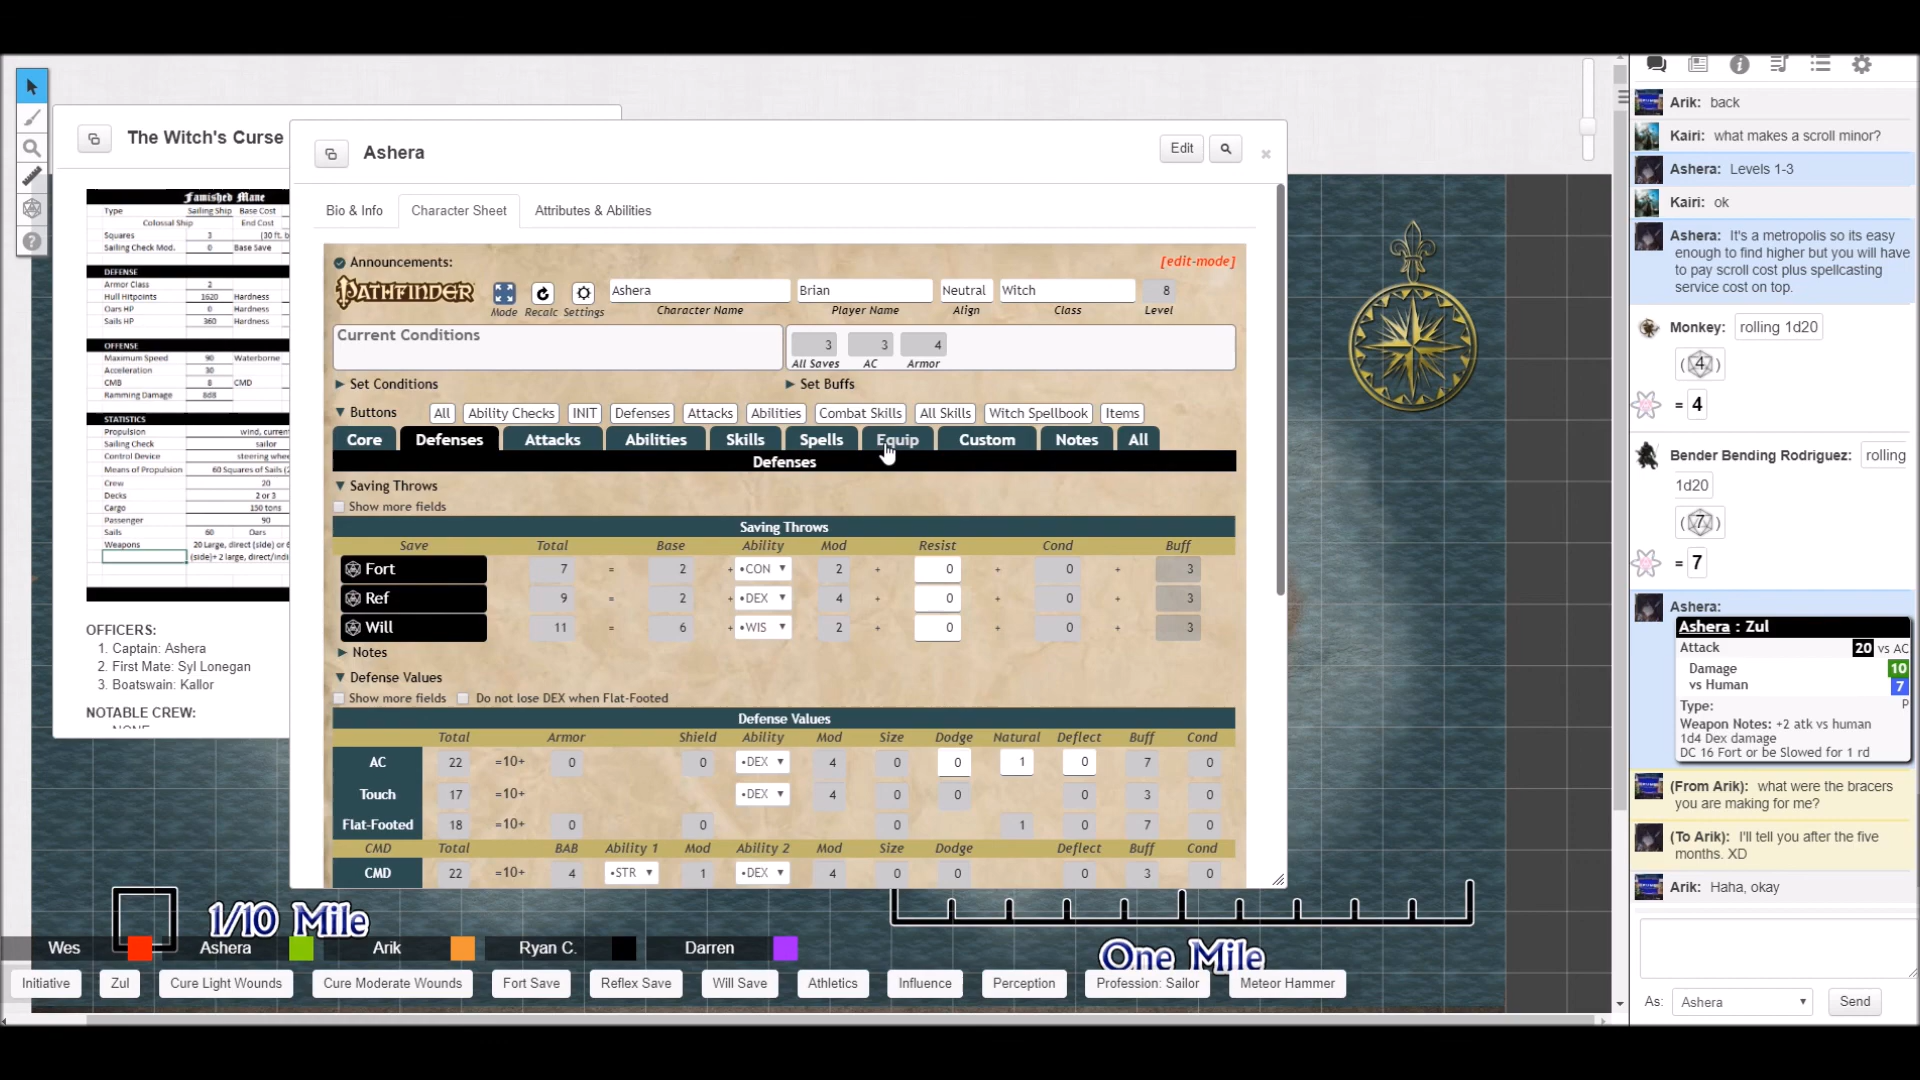 The Witch's Curse
Famished Mane
Type Sailing Ship Base Cost
Colossal Ship End Cost
Squares 3 (30 ft. b
Sailing Check Mod. 0 Base Save
DEFENSE
Armor Class 2
Hull Hitpoints 1620 Hardness
Oars HP 0 Hardness
Sails HP 360 Hardness
OFFENSE
Maximum Speed 90 Waterborne
Acceleration 30
CMB 8 CMD
Ramming Damage 8d8
STATISTICS
Propulsion wind, current
Sailing Check sailor
Control Device steering whee
Means of Propulsion 60 Squares of Sails (2
Crew 20
Decks 2 or 3
Cargo 150 tons
Passenger 90
Sails 60 Oars
Weapons 20 Large, direct (side) or 6
(side)+ 2 large, direct/indi
OFFICERS:
1. Captain: Ashera
2. First Mate: Syl Lonegan
3. Boatswain: Kallor
NOTABLE CREW:
Ashera
Edit
Bio & Info Character Sheet Attributes & Abilities
Announcements: [edit-mode]
PATHFINDER
Mode Recalc Settings
Ashera Brian Neutral Witch 8
Character Name Player Name Align Class Level
Current Conditions
3 3 4
All Saves AC Armor
Set Conditions Set Buffs
Buttons All Ability Checks INIT Defenses Attacks Abilities Combat Skills All Skills Witch Spellbook Items
Core Defenses Attacks Abilities Skills Spells Equip Custom Notes All
Defenses
Saving Throws
Show more fields
Saving Throws
Save Total Base Ability Mod Resist Cond Buff
Fort 7 = 2 + •CON 2 + 0 + 0 + 3
Ref 9 = 2 + •DEX 4 + 0 + 0 + 3
Will 11 = 6 + •WIS 2 + 0 + 0 + 3
Notes
Defense Values
Show more fields Do not lose DEX when Flat-Footed
Defense Values
Total Armor Shield Ability Mod Size Dodge Natural Deflect Buff Cond
AC 22 =10+ 0 0 •DEX 4 0 0 1 0 7 0
Touch 17 =10+ •DEX 4 0 0 0 3 0
Flat-Footed 18 =10+ 0 0 0 1 0 7 0
CMD Total BAB Ability 1 Mod Ability 2 Mod Size Dodge Deflect Buff Cond
CMD 22 =10+ 4 •STR 1 •DEX 4 0 0 0 3 0
1/10 Mile
One Mile
Wes Ashera Arik Ryan C. Darren
Initiative Zul Cure Light Wounds Cure Moderate Wounds Fort Save Reflex Save Will Save Athletics Influence Perception Profession: Sailor Meteor Hammer
Arik: back
Kairi: what makes a scroll minor?
Ashera: Levels 1-3
Kairi: ok
Ashera: It's a metropolis so its easy
enough to find higher but you will have
to pay scroll cost plus spellcasting
service cost on top.
Monkey: rolling 1d20
(4)
= 4
Bender Bending Rodriguez: rolling
1d20
(7)
= 7
Ashera:
Ashera : Zul
Attack 20 vs AC
Damage 10
vs Human 7
Type: P
Weapon Notes: +2 atk vs human
1d4 Dex damage
DC 16 Fort or be Slowed for 1 rd
(From Arik): what were the bracers
you are making for me?
(To Arik): I'll tell you after the five
months. XD
Arik: Haha, okay
As: Ashera Send